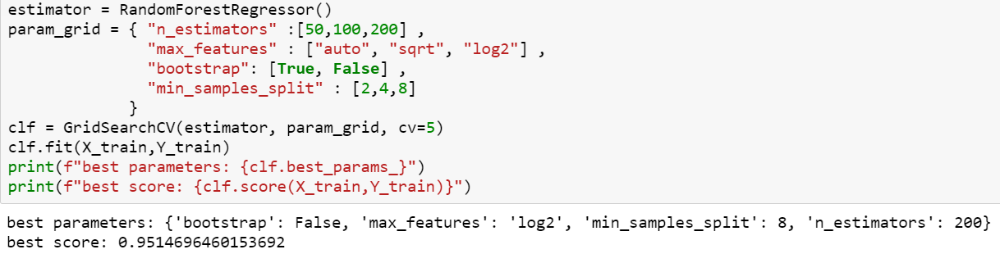 estimator = RandomForestRegressor()
param_grid = { "n_estimators" :[50,100,200] ,
"max_features" : ["auto", "sqrt", "log2"] ,
"bootstrap": [True, False] ,
"min_samples_split" : [2,4,8]
}
clf = GridSearchCV(estimator, param_grid, cv=5)
clf.fit(X_train,Y_train)
print(f"best parameters: {clf.best_params_}")
print(f"best score: {clf.score(X_train,Y_train)}")
best parameters: {'bootstrap': False, 'max_features': 'log2', 'min_samples_split': 8, 'n_estimators': 200}
best score: 0.9514696460153692